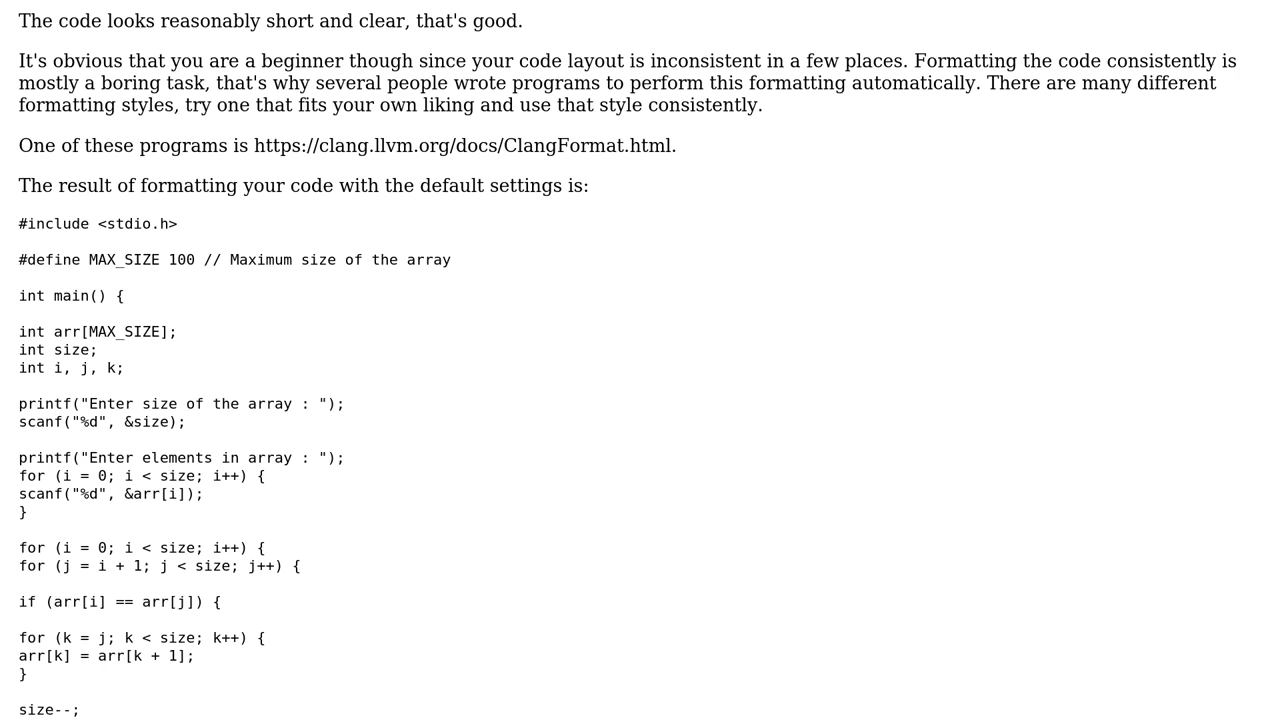 The code looks reasonably short and clear, that's good.
It's obvious that you are a beginner though since your code layout is inconsistent in a few places. Formatting the code consistently is
mostly a boring task, that's why several people wrote programs to perform this formatting automatically. There are many different
formatting styles, try one that fits your own liking and use that style consistently.
One of these programs is https://clang.llvm.org/docs/ClangFormat.html.
The result of formatting your code with the default settings is:
#include <stdio.h>
#define MAX_SIZE 100 // Maximum size of the array
int main() {
int arr[MAX_SIZE];
int size;
int i, j, k;
printf("Enter size of the array : ");
scanf("%d", &size);
printf("Enter elements in array : ");
for (i = 0; i < size; i++) {
scanf("%d", &arr[i]);
}
for (i = 0; i < size; i++) {
for (j = i + 1; j < size; j++) {
if (arr[i] == arr[j]) {
for (k = j; k < size; k++) {
arr[k] = arr[k + 1];
}
size--;